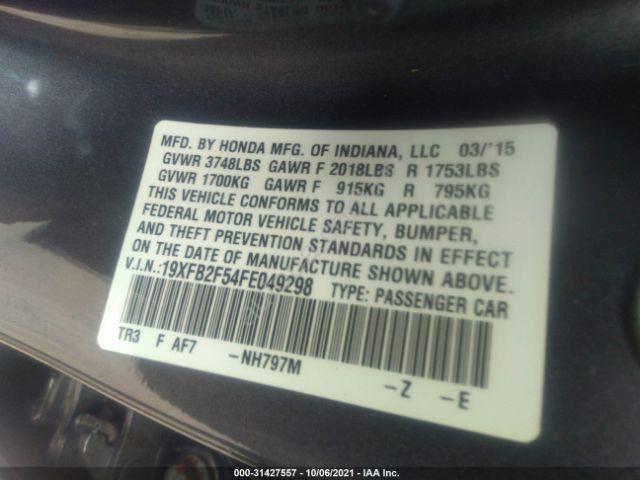 MFD. BY HONDA MFG. OF INDIANA, LLC 03/'15
GVWR 3748LBS GAWR F 2018LBS R 1753LBS
GVWR 1700KG GAWR F 915KG R 795KG
THIS VEHICLE CONFORMS TO ALL APPLICABLE
FEDERAL MOTOR VEHICLE SAFETY, BUMPER,
AND THEFT PREVENTION STANDARDS IN EFFECT
ON THE DATE OF MANUFACTURE SHOWN ABOVE.
V.I.N.:19XFB2F54FE049298 TYPE: PASSENGER CAR
TR3 F AF7 -NH797M -Z -E
000-31427557 - 10/06/2021 - IAA Inc.